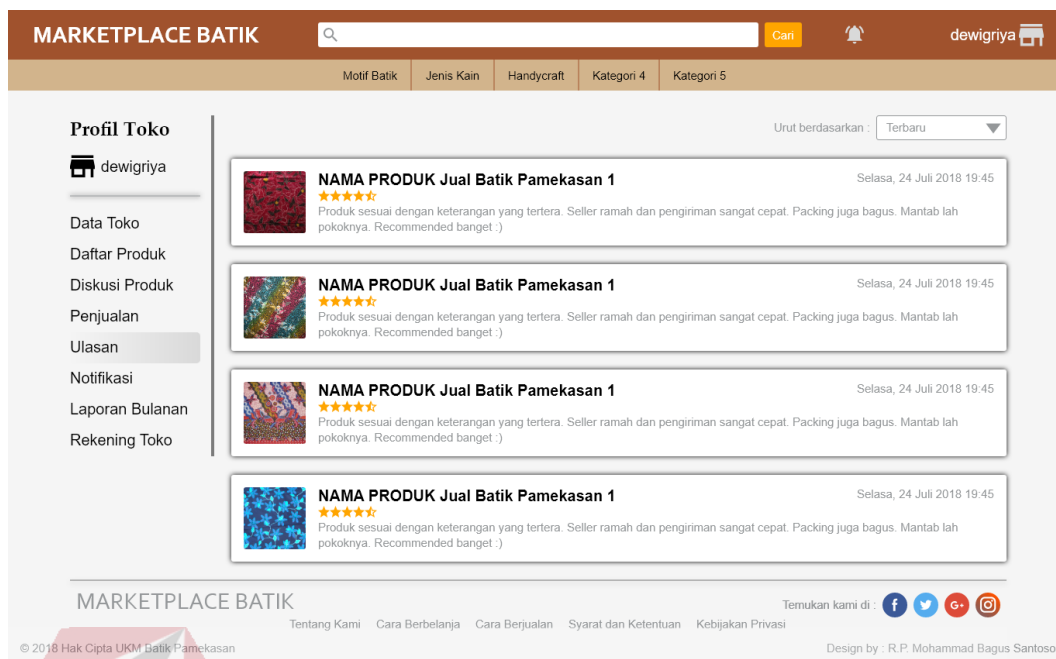 MARKETPLACE BATIK
Cari
dewigriya
Motif Batik
Jenis Kain
Handycraft
Kategori 4
Kategori 5
Profil Toko
dewigriya
Data Toko
Daftar Produk
Diskusi Produk
Penjualan
Ulasan
Notifikasi
Laporan Bulanan
Rekening Toko
Urut berdasarkan : Terbaru
NAMA PRODUK Jual Batik Pamekasan 1
Selasa, 24 Juli 2018 19:45
Produk sesuai dengan keterangan yang tertera. Seller ramah dan pengiriman sangat cepat. Packing juga bagus. Mantab lah
pokoknya. Recommended banget :)
NAMA PRODUK Jual Batik Pamekasan 1
Selasa, 24 Juli 2018 19:45
Produk sesuai dengan keterangan yang tertera. Seller ramah dan pengiriman sangat cepat. Packing juga bagus. Mantab lah
pokoknya. Recommended banget :)
NAMA PRODUK Jual Batik Pamekasan 1
Selasa, 24 Juli 2018 19:45
Produk sesuai dengan keterangan yang tertera. Seller ramah dan pengiriman sangat cepat. Packing juga bagus. Mantab lah
pokoknya. Recommended banget :)
NAMA PRODUK Jual Batik Pamekasan 1
Selasa, 24 Juli 2018 19:45
Produk sesuai dengan keterangan yang tertera. Seller ramah dan pengiriman sangat cepat. Packing juga bagus. Mantab lah
pokoknya. Recommended banget :)
MARKETPLACE BATIK
Temukan kami di : f G+
Tentang Kami Cara Berbelanja Cara Berjualan Syarat dan Ketentuan Kebijakan Privasi
© 2018 Hak Cipta UKM Batik Pamekasan
Design by : R.P. Mohammad Bagus Santoso